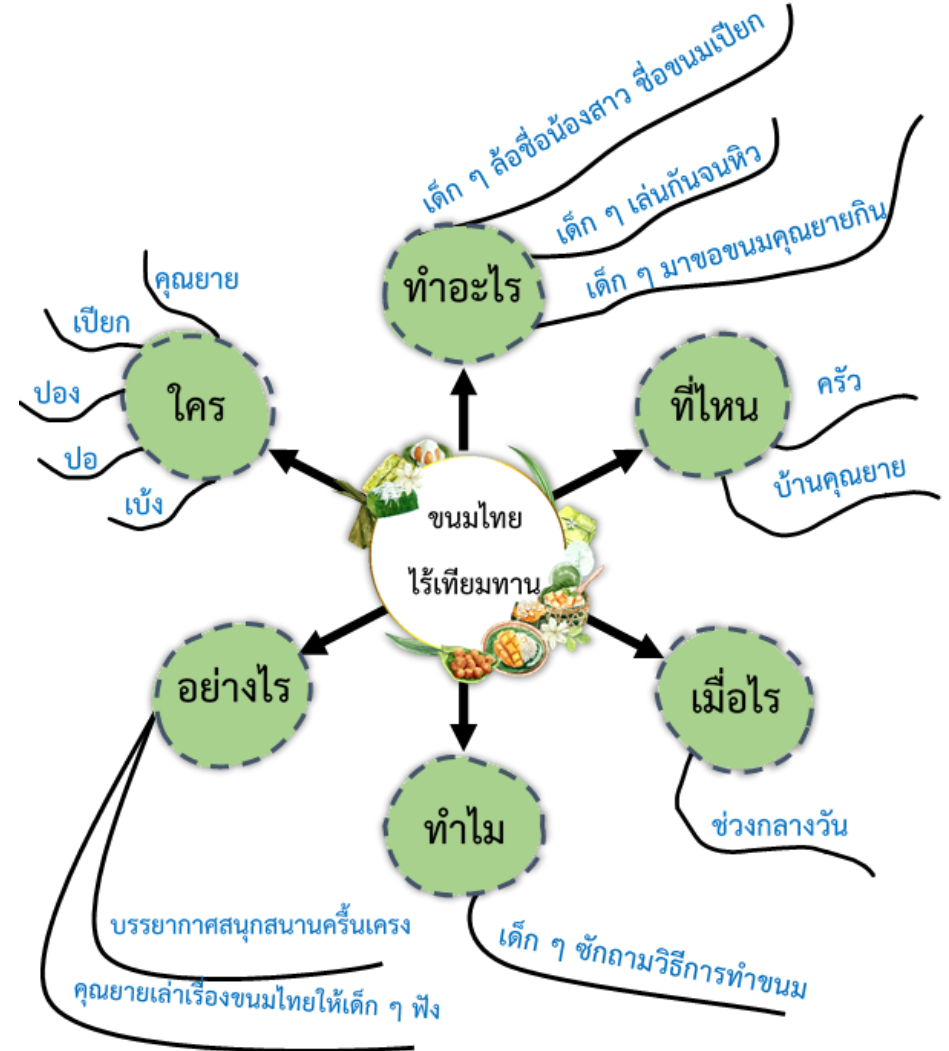 เด็ก ๆ ล้อชื่อน้องสาว ชื่อขนมเปียก
เด็ก ๆ เล่นกันจนหิว
เด็ก ๆ มาขอขนมคุณยายกิน
ทำอะไร
คุณยาย
เปียก
ปอง
ปอ
เบ้ง
ใคร
ที่ไหน
ครัว
บ้านคุณยาย
ขนมไทย
ไร้เทียมทาน
อย่างไร
เมื่อไร
ช่วงกลางวัน
ทำไม
บรรยากาศสนุกสนานครื้นเครง
คุณยายเล่าเรื่องขนมไทยให้เด็ก ๆ ฟัง
เด็ก ๆ ซักถามวิธีการทำขนม